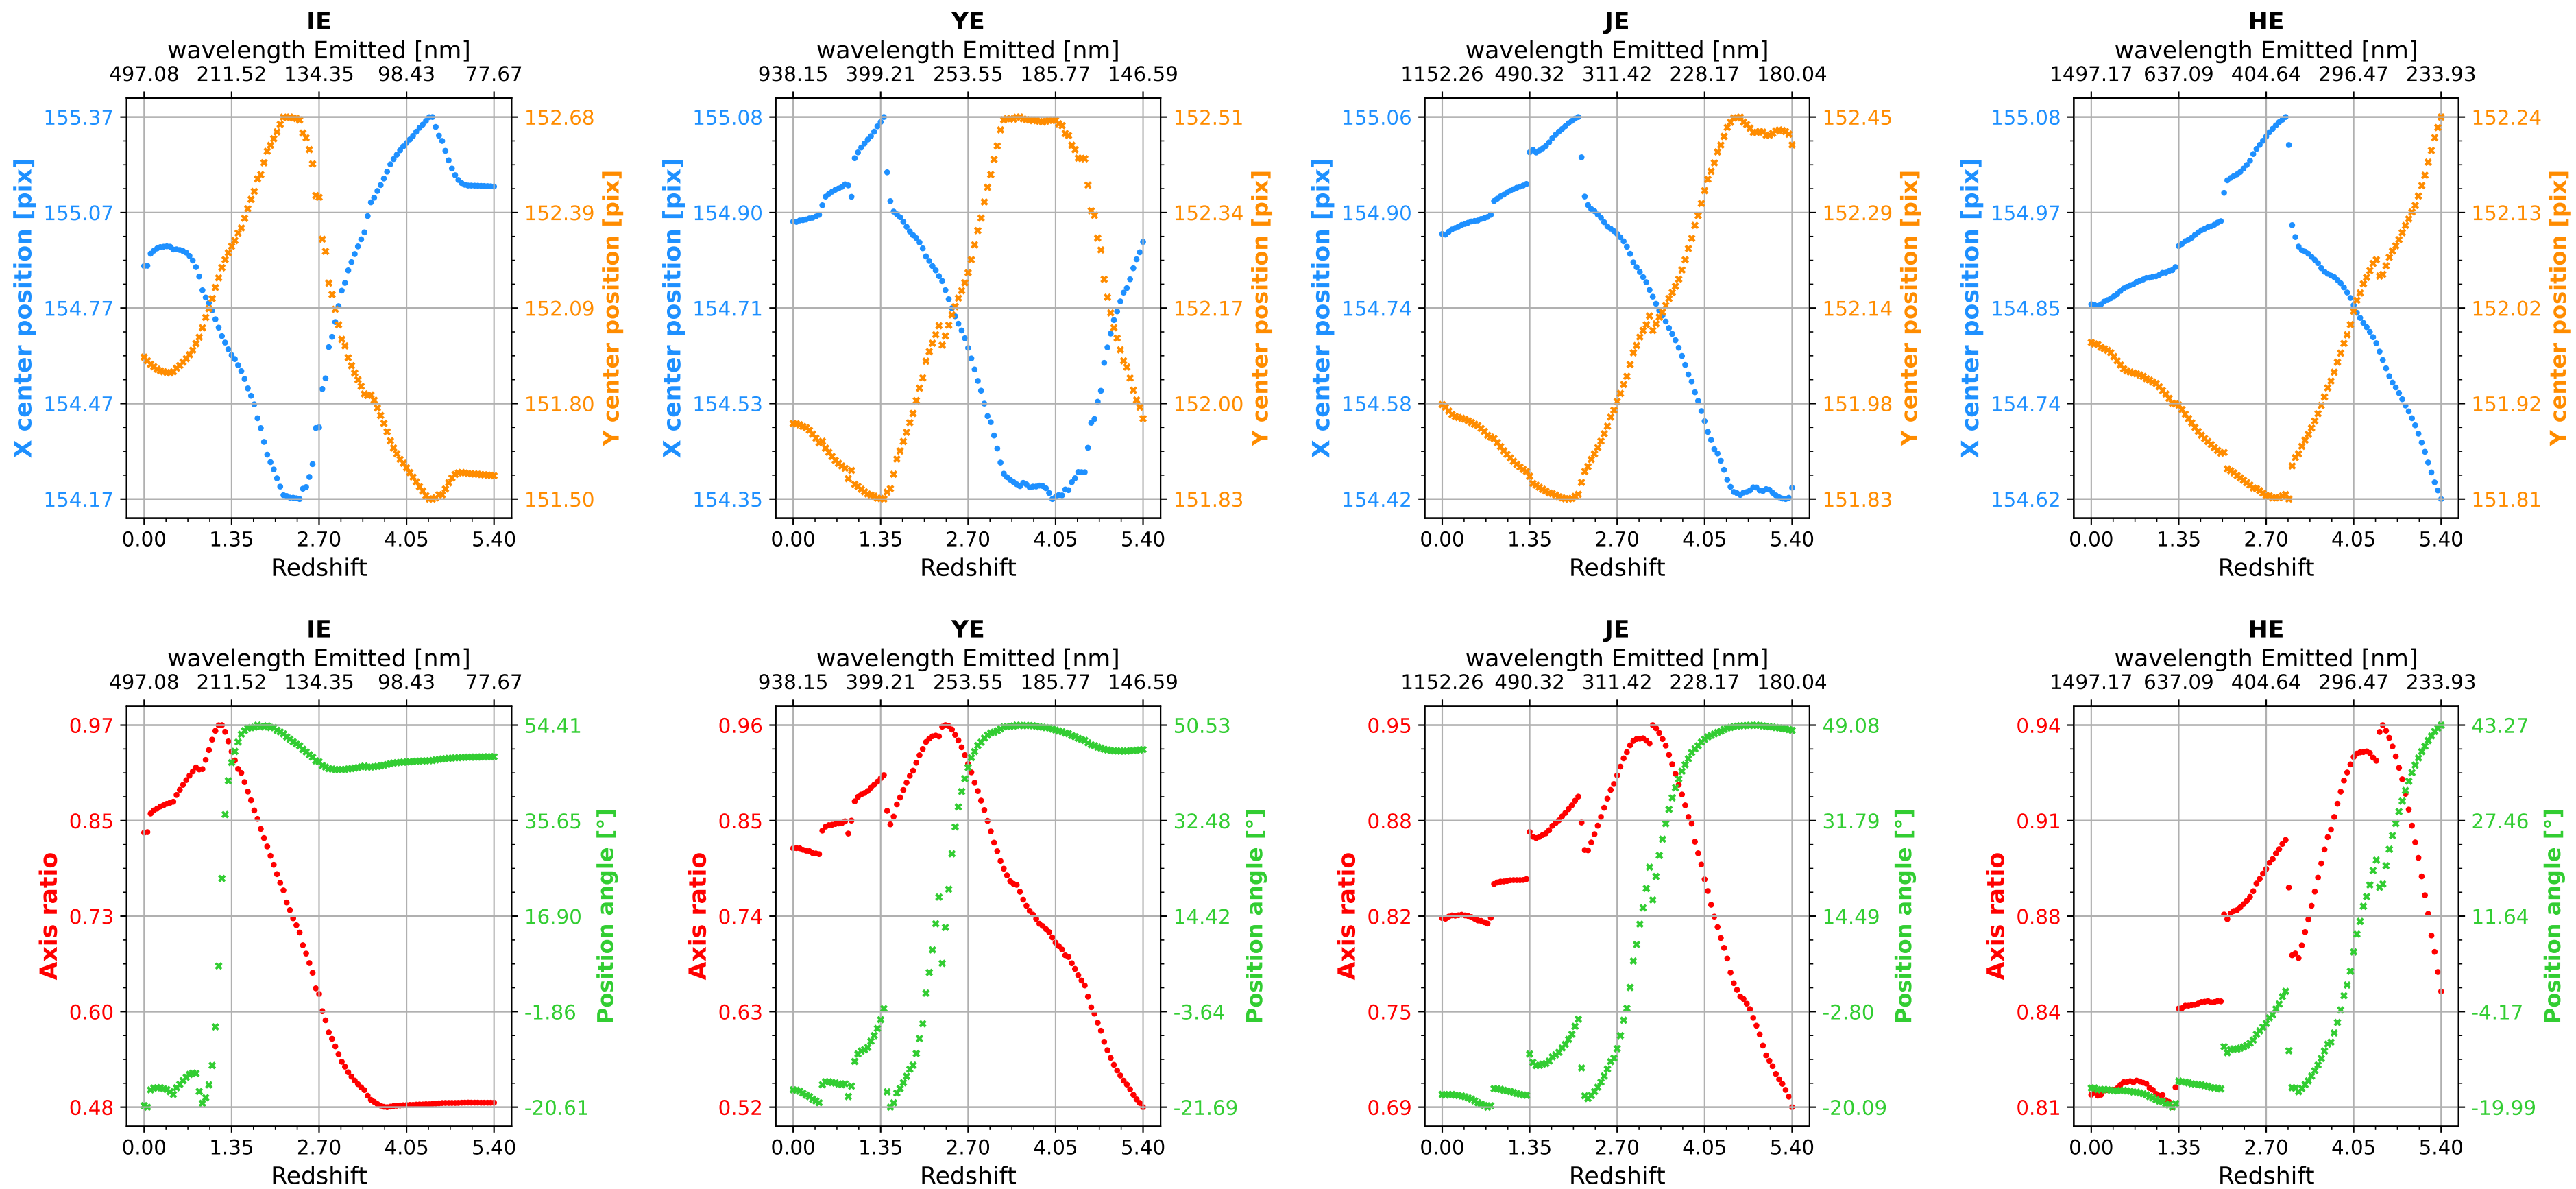 IE
wavelength Emitted [nm]
497.08 211.52 134.35 98.43 77.67
X center position [pix]
155.37
155.07
154.77
154.47
154.17
152.68
152.39
152.09
151.80
151.50
Y center position [pix]
0.00 1.35 2.70 4.05 5.40
Redshift
YE
wavelength Emitted [nm]
938.15 399.21 253.55 185.77 146.59
X center position [pix]
155.08
154.90
154.71
154.53
154.35
152.51
152.34
152.17
152.00
151.83
Y center position [pix]
0.00 1.35 2.70 4.05 5.40
Redshift
JE
wavelength Emitted [nm]
1152.26 490.32 311.42 228.17 180.04
X center position [pix]
155.06
154.90
154.74
154.58
154.42
152.45
152.29
152.14
151.98
151.83
Y center position [pix]
0.00 1.35 2.70 4.05 5.40
Redshift
HE
wavelength Emitted [nm]
1497.17 637.09 404.64 296.47 233.93
X center position [pix]
155.08
154.97
154.85
154.74
154.62
152.24
152.13
152.02
151.92
151.81
Y center position [pix]
0.00 1.35 2.70 4.05 5.40
Redshift
IE
wavelength Emitted [nm]
497.08 211.52 134.35 98.43 77.67
Axis ratio
0.97
0.85
0.73
0.60
0.48
54.41
35.65
16.90
-1.86
-20.61
Position angle [°]
0.00 1.35 2.70 4.05 5.40
Redshift
YE
wavelength Emitted [nm]
938.15 399.21 253.55 185.77 146.59
Axis ratio
0.96
0.85
0.74
0.63
0.52
50.53
32.48
14.42
-3.64
-21.69
Position angle [°]
0.00 1.35 2.70 4.05 5.40
Redshift
JE
wavelength Emitted [nm]
1152.26 490.32 311.42 228.17 180.04
Axis ratio
0.95
0.88
0.82
0.75
0.69
49.08
31.79
14.49
-2.80
-20.09
Position angle [°]
0.00 1.35 2.70 4.05 5.40
Redshift
HE
wavelength Emitted [nm]
1497.17 637.09 404.64 296.47 233.93
Axis ratio
0.94
0.91
0.88
0.84
0.81
43.27
27.46
11.64
-4.17
-19.99
Position angle [°]
0.00 1.35 2.70 4.05 5.40
Redshift